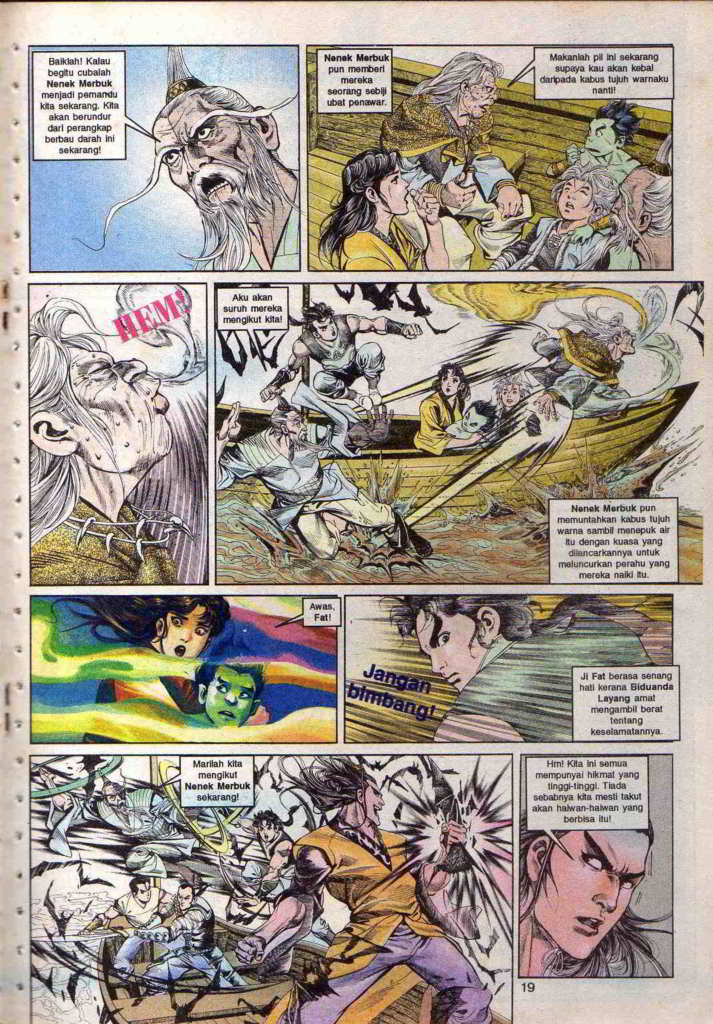 Baiklah! Kalau
begitu cubalah
Nenek Merbuk
menjadi pemandu
kita sekarang. Kita
akan berundur
dari perangkap
berbau darah ini
sekarang!
Nenek Merbuk
pun memberi
mereka
seorang sebiji
ubat penawar.
Makanlah pil ini sekarang
supaya kau akan kebal
daripada kabus tujuh warnaku
nanti!
HEM!
Aku akan
suruh mereka
mengikut kita!
Nenek Merbuk pun
memuntahkan kabus tujuh
warna sambil menepuk air
itu dengan kuasa yang
dilancarkannya untuk
meluncurkan perahu yang
mereka naiki itu.
Awas,
Fat!
Jangan
bimbang!
Ji Fat berasa senang
hati kerana Biduanda
Layang amat
mengambil berat
tentang
keselamatannya.
Marilah kita
mengikut
Nenek Merbuk
sekarang!
Hm! Kita ini semua
mempunyai hikmat yang
tinggi-tinggi. Tiada
sebabnya kita mesti takut
akan haiwan-haiwan yang
berbisa itu!
19